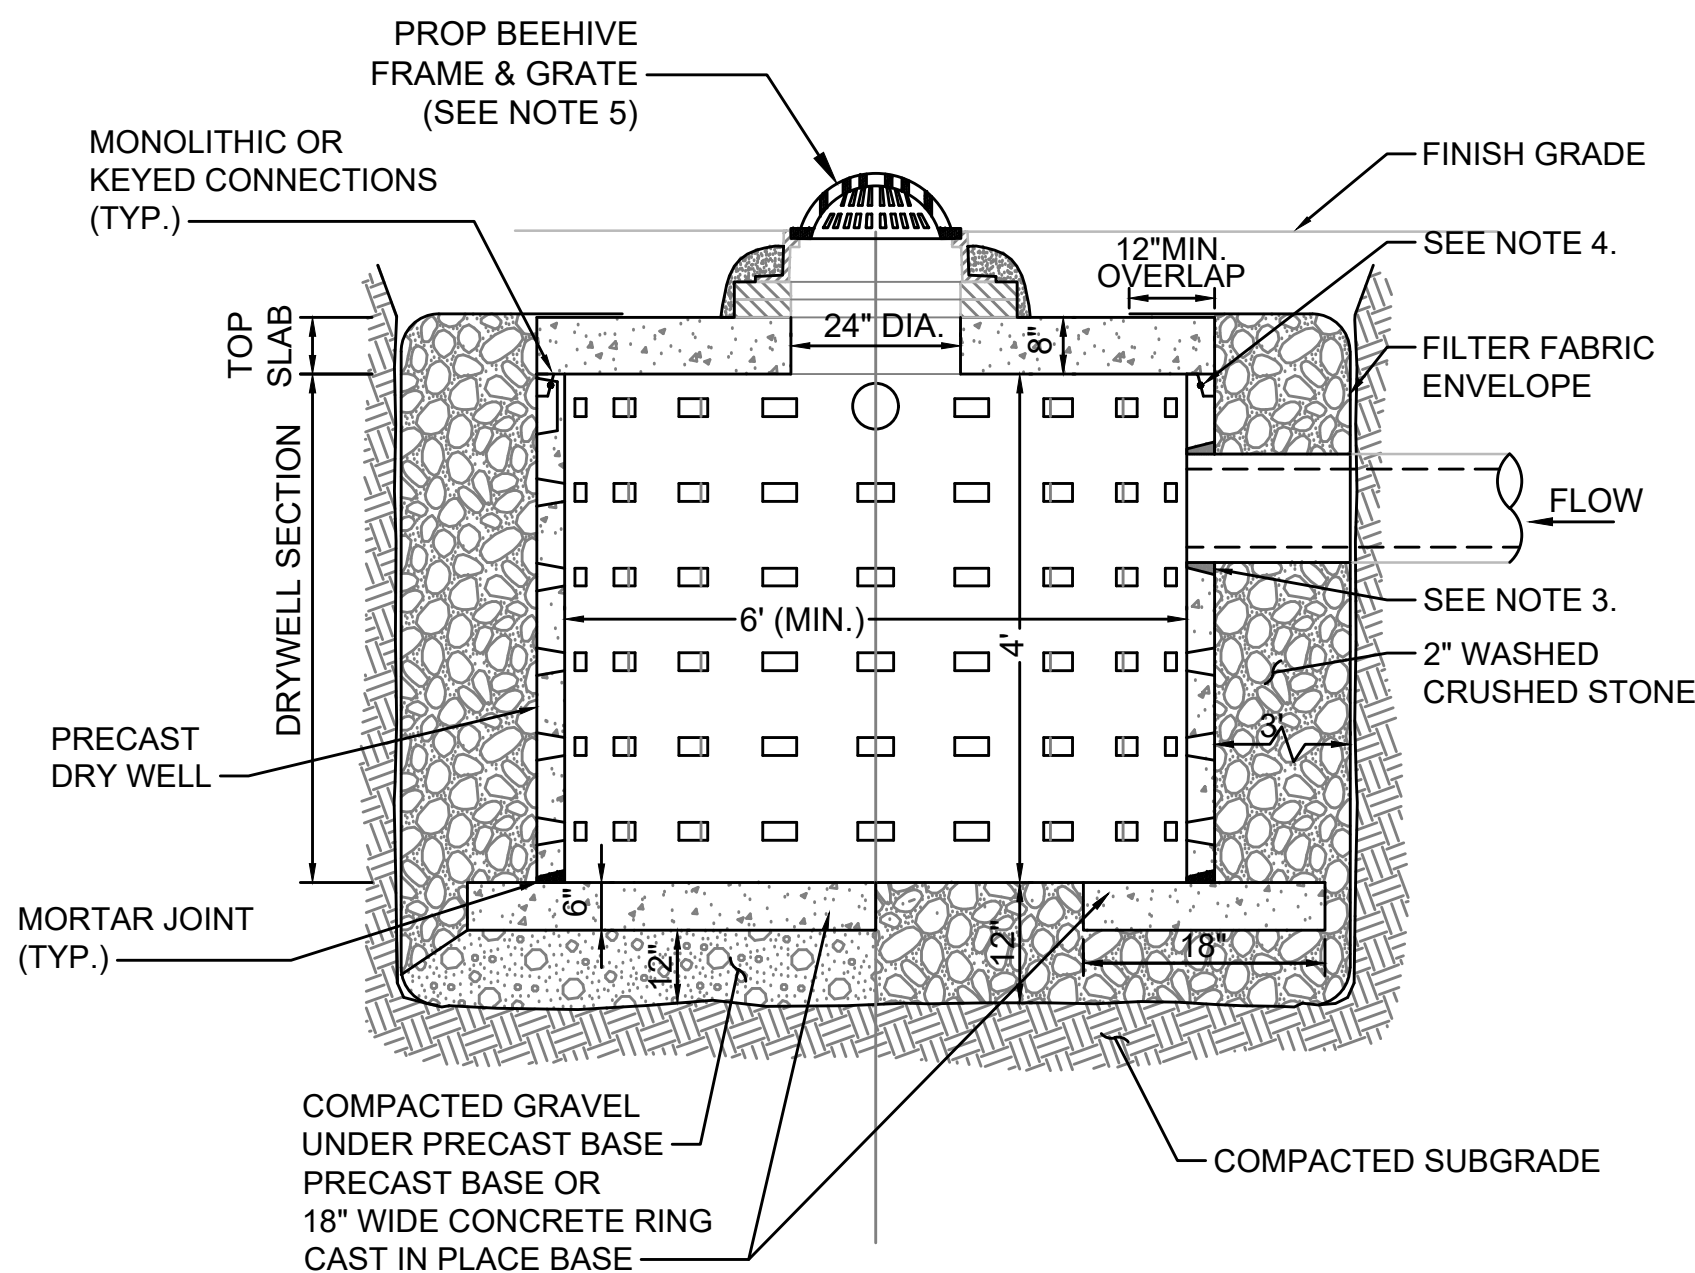 PROP BEEHIVE
FRAME & GRATE
(SEE NOTE 5)
MONOLITHIC OR
KEYED CONNECTIONS
(TYP.)
FINISH GRADE
SEE NOTE 4.
12"MIN.
OVERLAP
TOP
SLAB
24" DIA.
8"
FILTER FABRIC
ENVELOPE
DRYWELL SECTION
FLOW
6' (MIN.)
4'
SEE NOTE 3.
2" WASHED
CRUSHED STONE
3'
PRECAST
DRY WELL
MORTAR JOINT
(TYP.)
6"
12"
12"
18"
COMPACTED GRAVEL
UNDER PRECAST BASE
PRECAST BASE OR
18" WIDE CONCRETE RING
CAST IN PLACE BASE
COMPACTED SUBGRADE